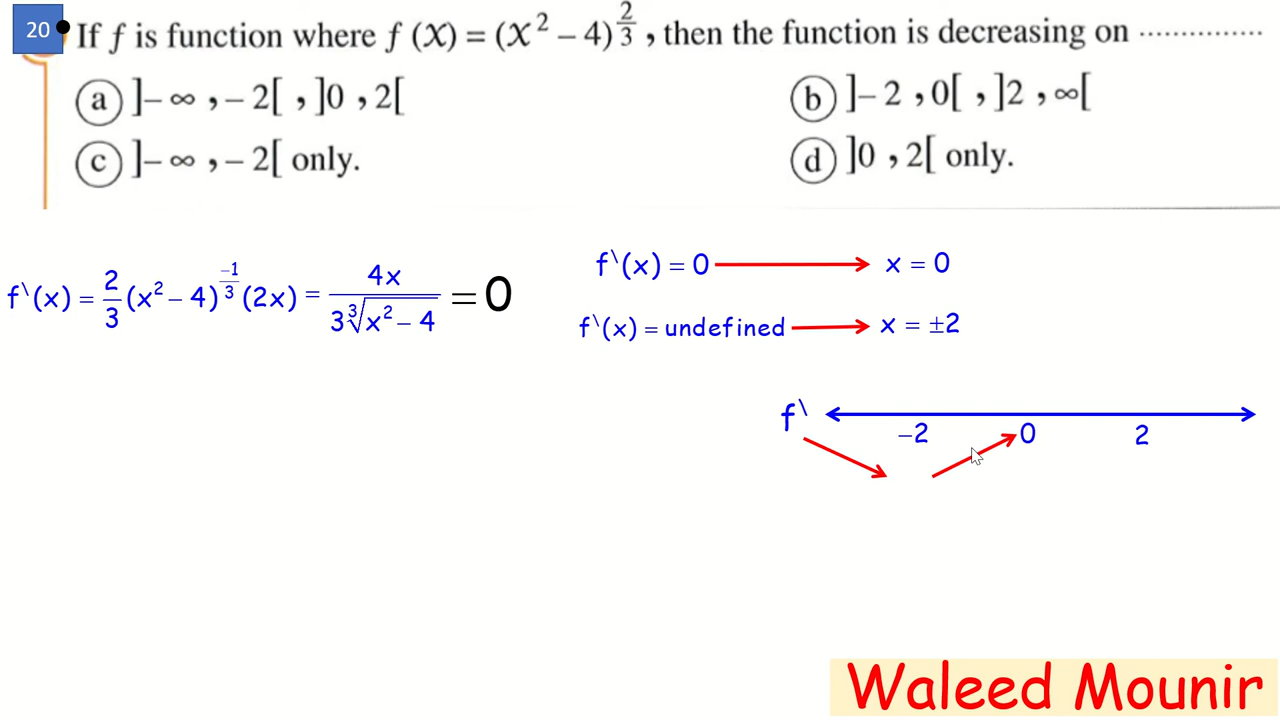 20 If f is function where f (X) = (X² − 4)^(2/3) , then the function is decreasing on ...............
a ]− ∞ , − 2[ , ]0 , 2[
b ]− 2 , 0[ , ]2 , ∞[
c ]− ∞ , − 2[ only.
d ]0 , 2[ only.
f\(x) = 2/3 (x² − 4)^(−1/3) (2x) = 4x / 3∛(x² − 4) = 0
f\(x) = 0 → x = 0
f\(x) = undefined → x = ±2
f\
−2 0 2
Waleed Mounir